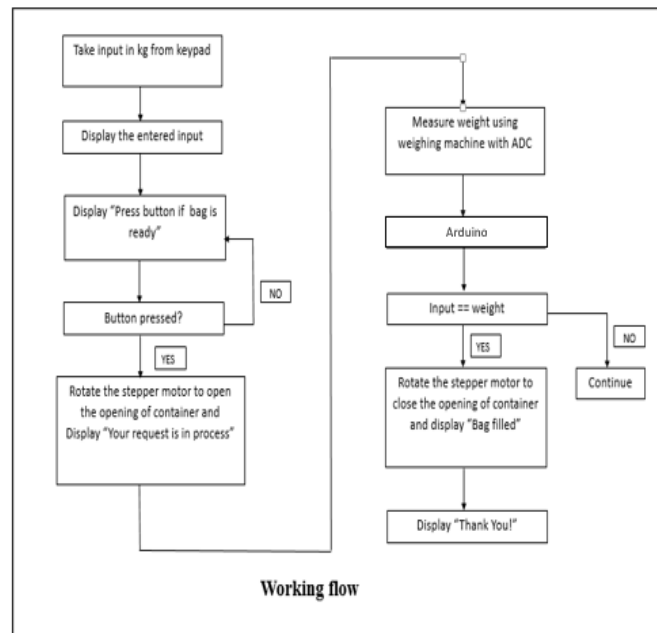 Take input in kg from keypad
Display the entered input
Display “Press button if bag is
ready”
NO
Button pressed?
YES
Rotate the stepper motor to open
the opening of container and
Display “Your request is in process”
Measure weight using
weighing machine with ADC
Arduino
Input == weight
NO
YES
Continue
Rotate the stepper motor to
close the opening of container
and display “Bag filled”
Display “Thank You!”
Working flow